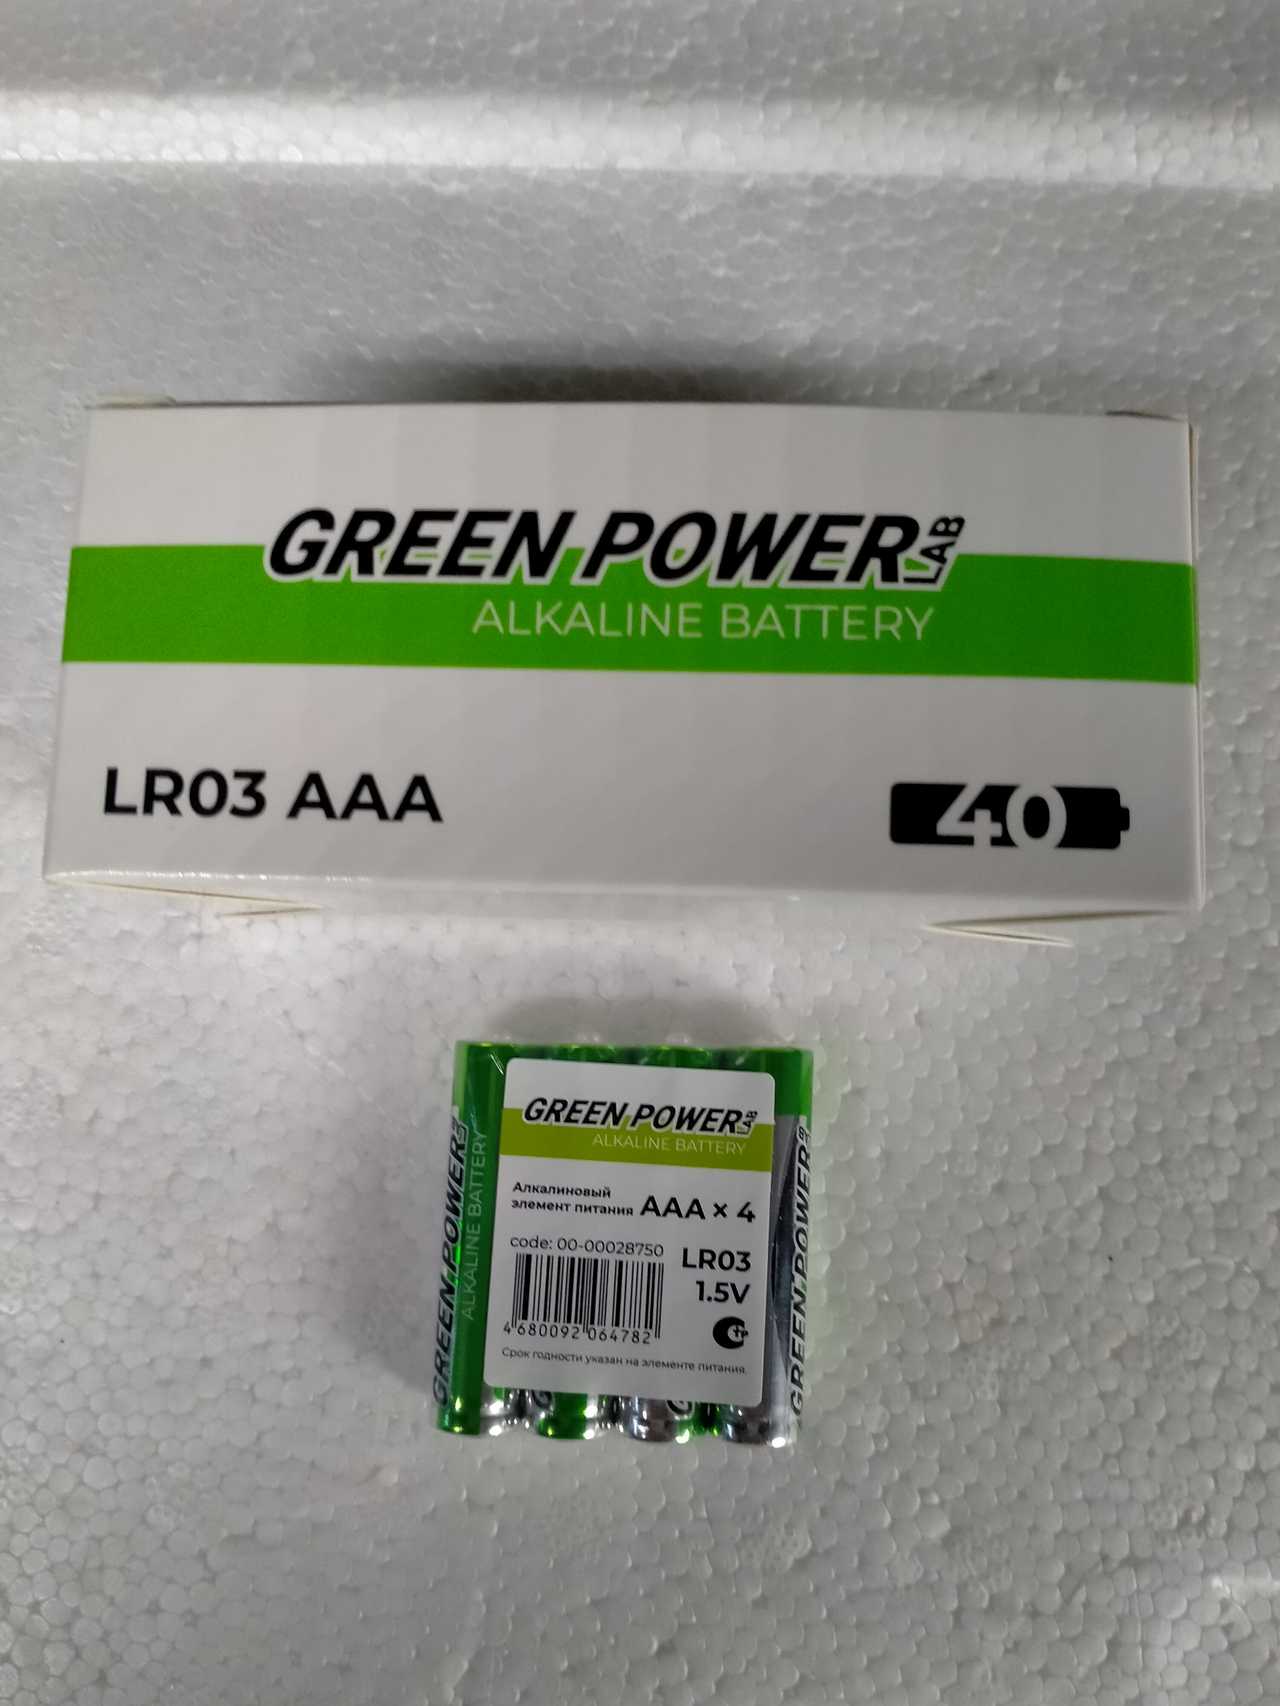 GREEN POWER LAB
ALKALINE BATTERY
LR03 AAA
40
GREEN POWER LAB
ALKALINE BATTERY
Алкалиновый
элемент питания AAA × 4
code: 00-00028750
LR03
1.5V
4 680092 064782
Срок годности указан на элементе питания.
GREEN POWER
ALKALINE BATTERY
GREEN POWER